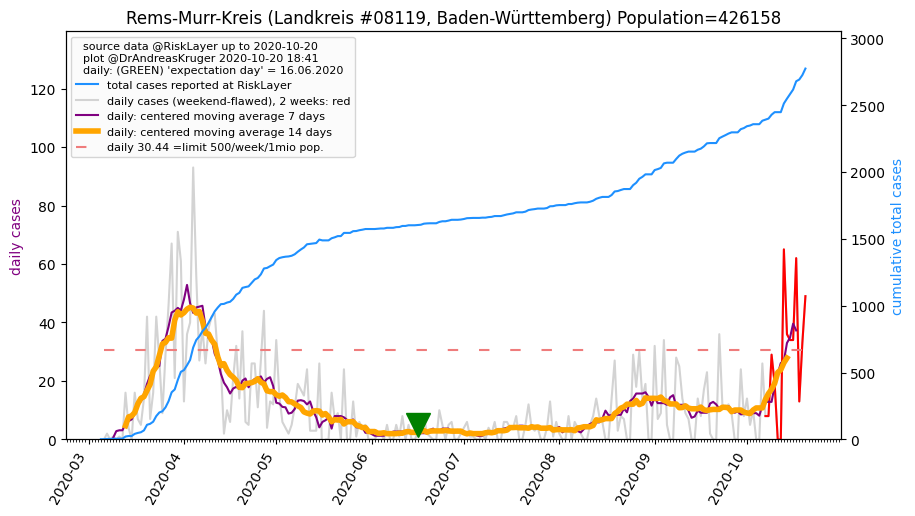 Rems-Murr-Kreis (Landkreis #08119, Baden-Württemberg) Population=426158
source data @RiskLayer up to 2020-10-20
plot @DrAndreasKruger 2020-10-20 18:41
daily: (GREEN) 'expectation day' = 16.06.2020
total cases reported at RiskLayer
daily cases (weekend-flawed), 2 weeks: red
daily: centered moving average 7 days
daily: centered moving average 14 days
daily 30.44 =limit 500/week/1mio pop.
daily cases
0
20
40
60
80
100
120
cumulative total cases
0
500
1000
1500
2000
2500
3000
2020-03
2020-04
2020-05
2020-06
2020-07
2020-08
2020-09
2020-10